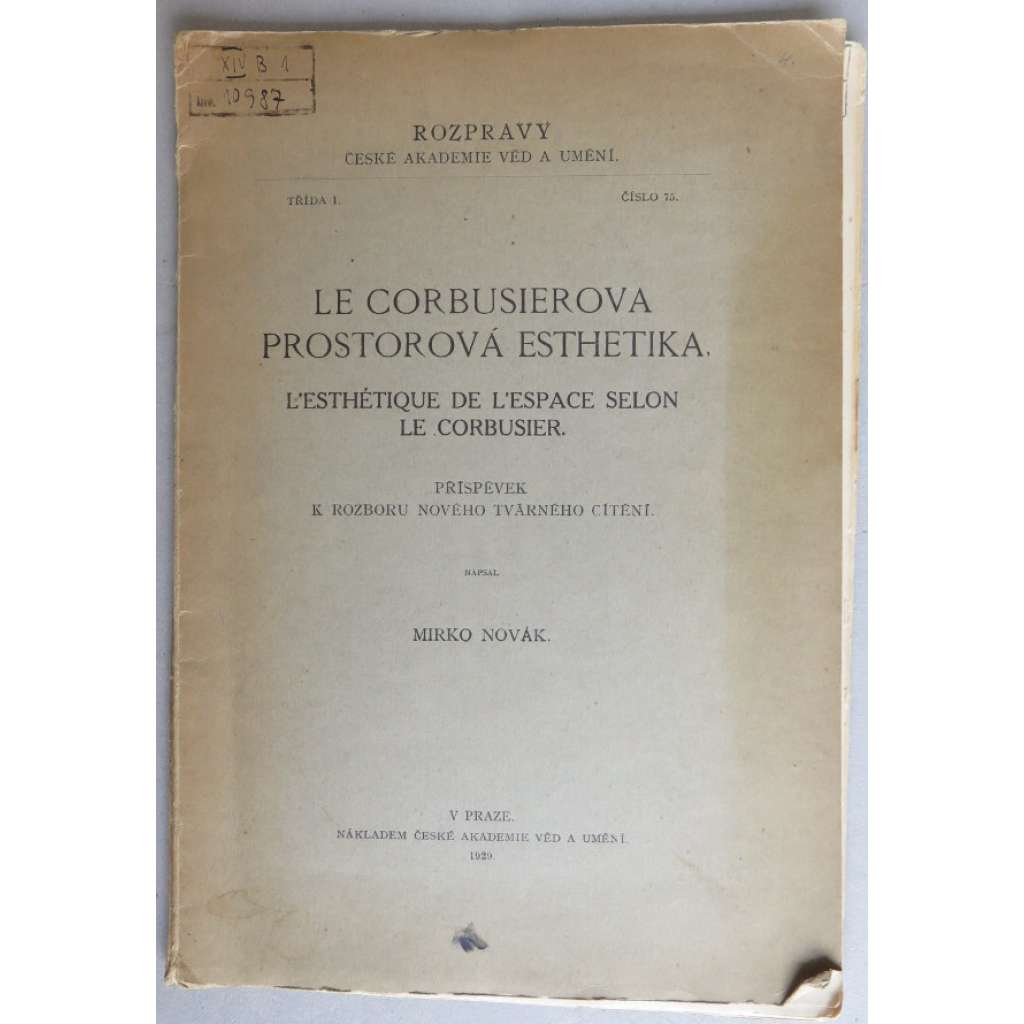 XIV B 1
10987
ROZPRAVY
ČESKÉ AKADEMIE VĚD A UMĚNÍ.
TŘÍDA I.
ČÍSLO 75.
LE CORBUSIEROVA
PROSTOROVÁ ESTHETIKA.
L'ESTHÉTIQUE DE L'ESPACE SELON
LE CORBUSIER.
PŘÍSPĚVEK
K ROZBORU NOVÉHO TVÁRNÉHO CÍTĚNÍ.
NAPSAL
MIRKO NOVÁK.
V PRAZE.
NÁKLADEM ČESKÉ AKADEMIE VĚD A UMĚNÍ.
1929.